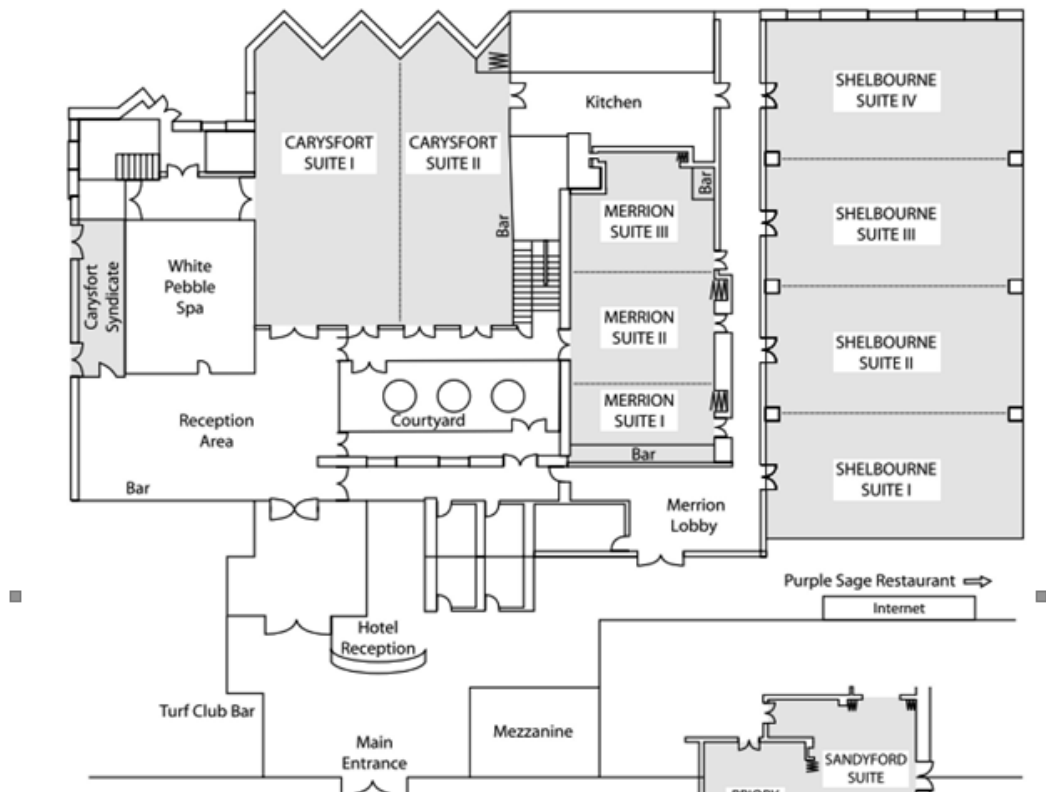 SHELBOURNE
SUITE IV
Kitchen
CARYSFORT
SUITE I
CARYSFORT
SUITE II
Bar
MERRION
SUITE III
SHELBOURNE
SUITE III
Bar
Carysfort
Syndicate
White
Pebble
Spa
MERRION
SUITE II
SHELBOURNE
SUITE II
MERRION
SUITE I
Reception
Area
Courtyard
Bar
SHELBOURNE
SUITE I
Bar
Merrion
Lobby
Purple Sage Restaurant
Internet
Hotel
Reception
Turf Club Bar
Mezzanine
Main
Entrance
SANDYFORD
SUITE
PRIORY